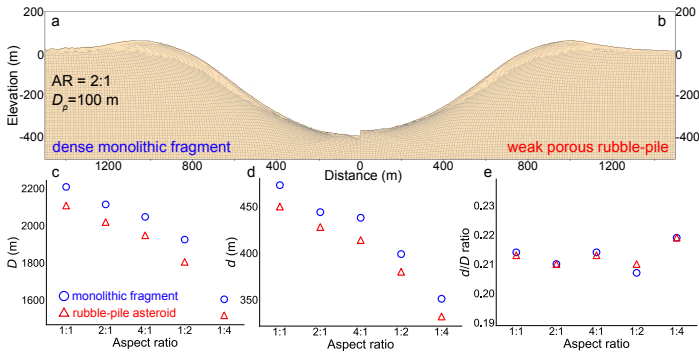 a
b
200
0
-200
-400
Elevation (m)
AR = 2:1
Dp=100 m
dense monolithic fragment
weak porous rubble-pile
200
0
-200
-400
1200 800 400 0 400 800 1200
Distance (m)
c
2200
2000
1800
1600
D (m)
monolithic fragment
rubble-pile asteroid
1:1 2:1 4:1 1:2 1:4
Aspect ratio
d
450
400
350
d (m)
1:1 2:1 4:1 1:2 1:4
Aspect ratio
e
0.23
0.22
0.21
0.20
0.19
d/D ratio
1:1 2:1 4:1 1:2 1:4
Aspect ratio